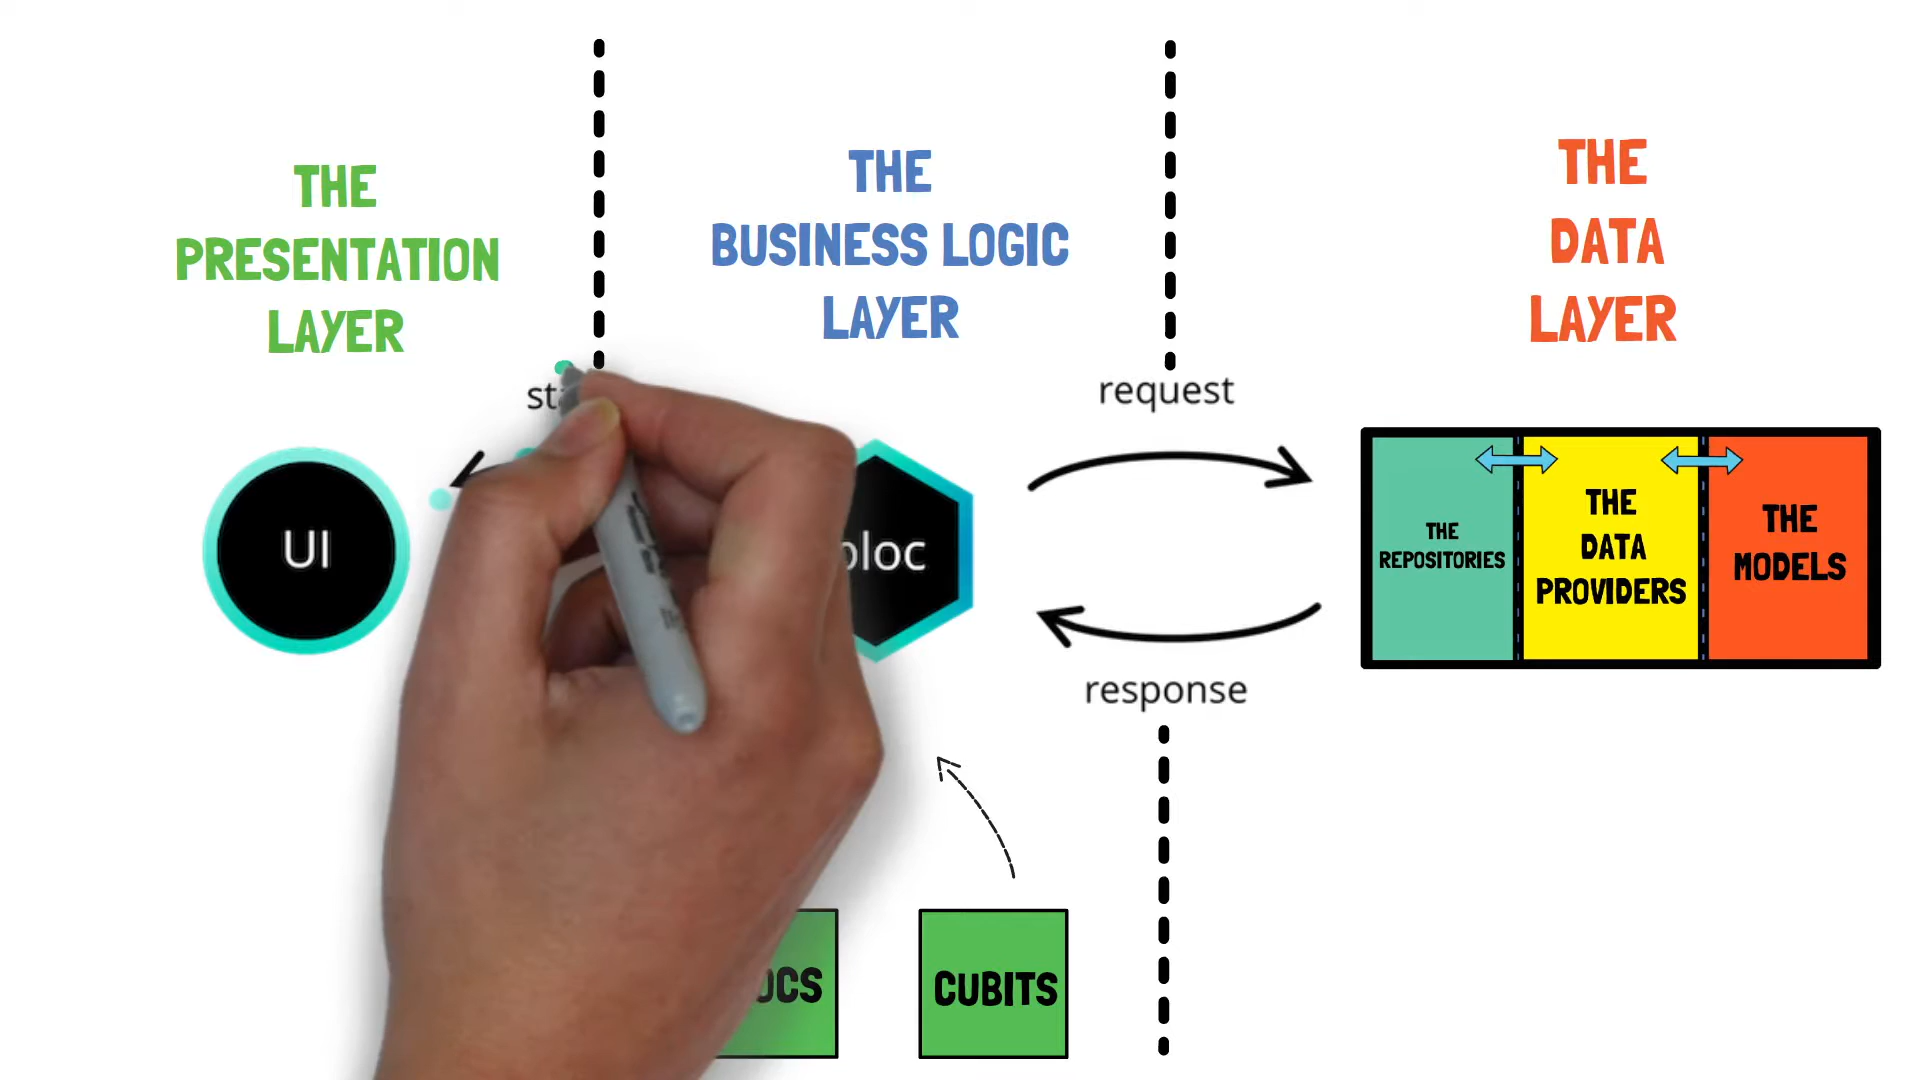 THE
PRESENTATION
LAYER
THE
BUSINESS LOGIC
LAYER
THE
DATA
LAYER
request
UI
THE
REPOSITORIES
THE
DATA
PROVIDERS
THE
MODELS
response
CUBITS